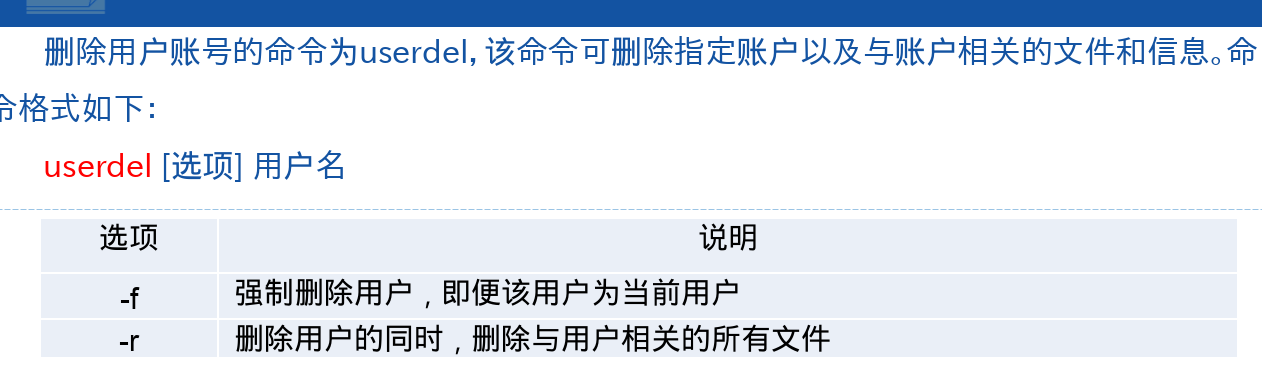 删除用户账号的命令为userdel,该命令可删除指定账户以及与账户相关的文件和信息。命
令格式如下：
userdel [选项] 用户名
选项 说明
-f 强制删除用户，即便该用户为当前用户
-r 删除用户的同时，删除与用户相关的所有文件